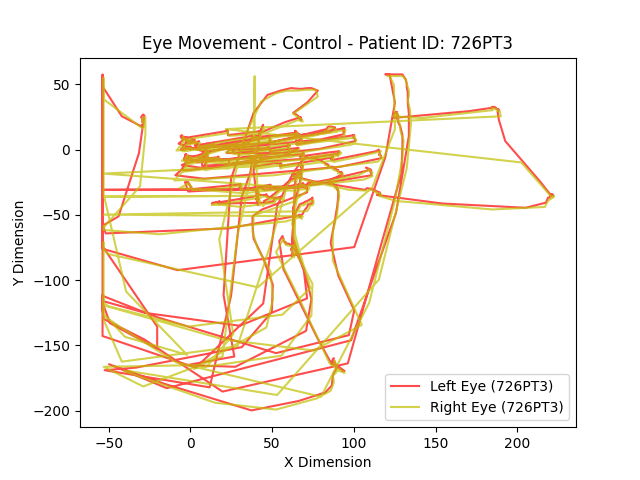 Eye Movement - Control - Patient ID: 726PT3
50
0
−50
−100
−150
−200
Y Dimension
−50
0
50
100
150
200
X Dimension
Left Eye (726PT3)
Right Eye (726PT3)